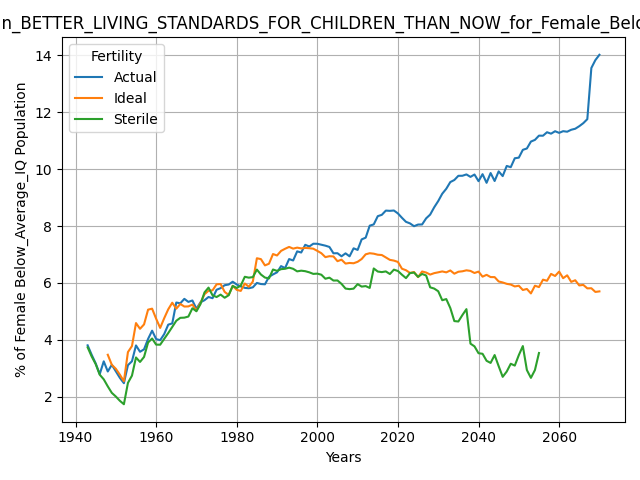 n_BETTER_LIVING_STANDARDS_FOR_CHILDREN_THAN_NOW_for_Female_Belo
Fertility
Actual
Ideal
Sterile
% of Female Below_Average_IQ Population
14
12
10
8
6
4
2
1940 1960 1980 2000 2020 2040 2060
Years